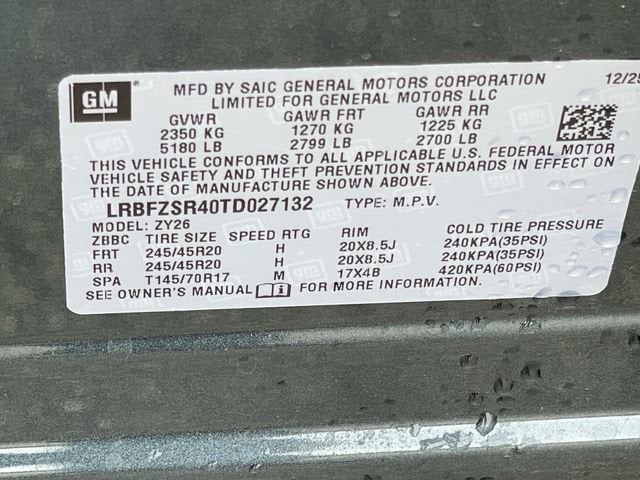 GM
MFD BY SAIC GENERAL MOTORS CORPORATION 12/25
LIMITED FOR GENERAL MOTORS LLC
GVWR GAWR FRT GAWR RR
2350 KG 1270 KG 1225 KG
5180 LB 2799 LB 2700 LB
THIS VEHICLE CONFORMS TO ALL APPLICABLE U.S. FEDERAL MOTOR
VEHICLE SAFETY AND THEFT PREVENTION STANDARDS IN EFFECT ON
THE DATE OF MANUFACTURE SHOWN ABOVE.
LRBFZSR40TD027132 TYPE: M.P.V.
MODEL: ZY26
ZBBC TIRE SIZE SPEED RTG RIM COLD TIRE PRESSURE
FRT 245/45R20 H 20X8.5J 240KPA(35PSI)
RR 245/45R20 H 20X8.5J 240KPA(35PSI)
SPA T145/70R17 M 17X4B 420KPA(60PSI)
SEE OWNER'S MANUAL FOR MORE INFORMATION.